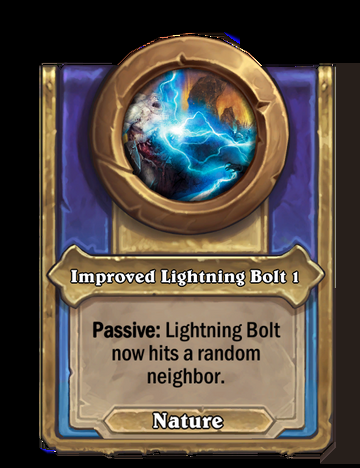 Improved Lightning Bolt 1
Passive: Lightning Bolt
now hits a random
neighbor.
Nature